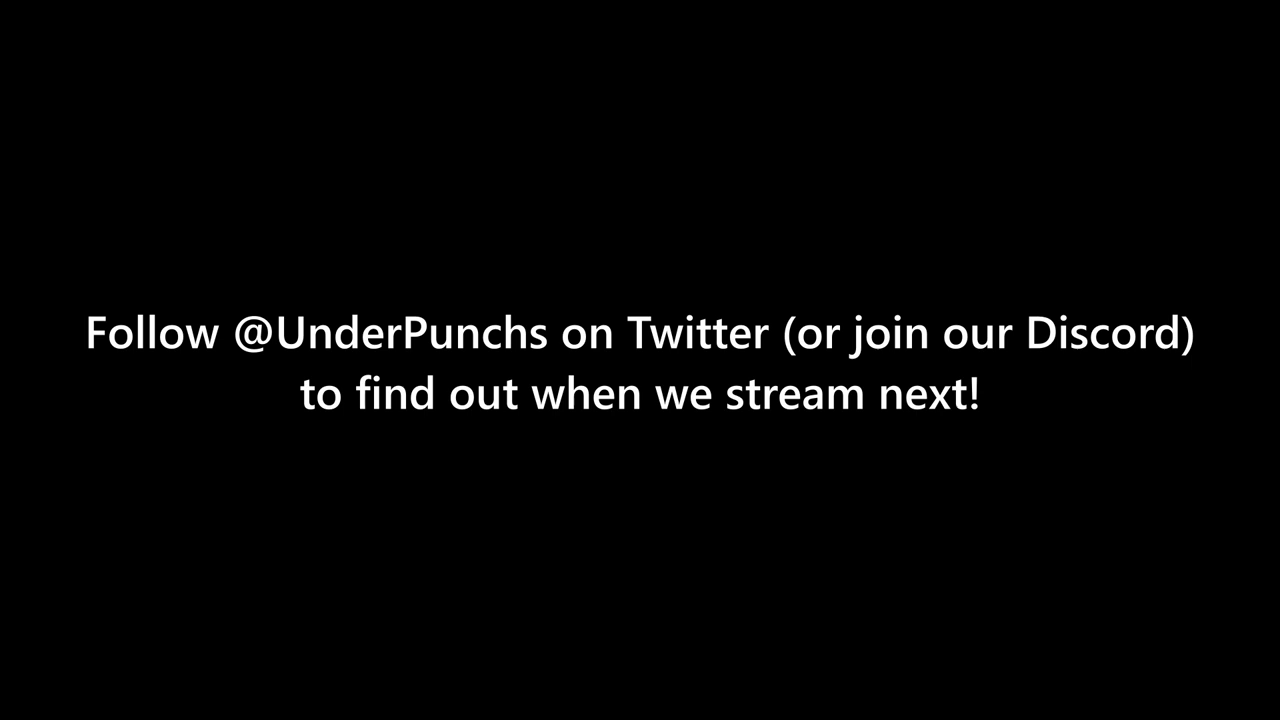 Follow @UnderPunchs on Twitter (or join our Discord)
to find out when we stream next!